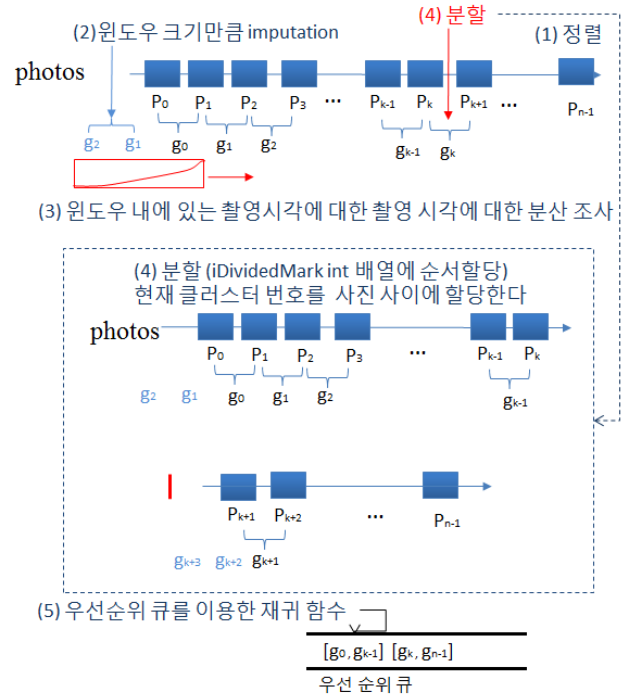 (2)윈도우 크기만큼 imputation
(4) 분할
(1) 정렬
photos
P0 P1 P2 P3 ... Pk-1 Pk Pk+1 ... Pn-1
g2 g1 g0 g1 g2 gk-1 gk
(3) 윈도우 내에 있는 촬영시각에 대한 촬영 시각에 대한 분산 조사
(4) 분할 (iDividedMark int 배열에 순서할당)
현재 클러스터 번호를 사진 사이에 할당한다
photos
P0 P1 P2 P3 ... Pk-1 Pk
g2 g1 g0 g1 g2 gk-1
Pk+1 Pk+2 ... Pn-1
gk+3 gk+2 gk+1
(5) 우선순위 큐를 이용한 재귀 함수
[g0,gk-1] [gk,gn-1]
우선 순위 큐